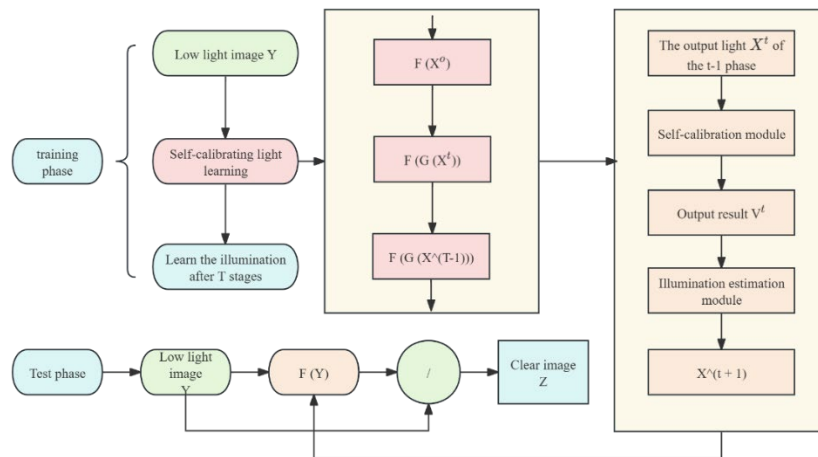 Low light image Y
training
phase
Self-calibrating light
learning
Learn the illumination
after T stages
F (X^o)
F (G (X^t))
F (G (X^(T-1)))
The output light X^t of
the t-1 phase
Self-calibration module
Output result V^t
Illumination estimation
module
X^(t + 1)
Test phase
Low light
image
Y
F (Y)
/
Clear image
Z